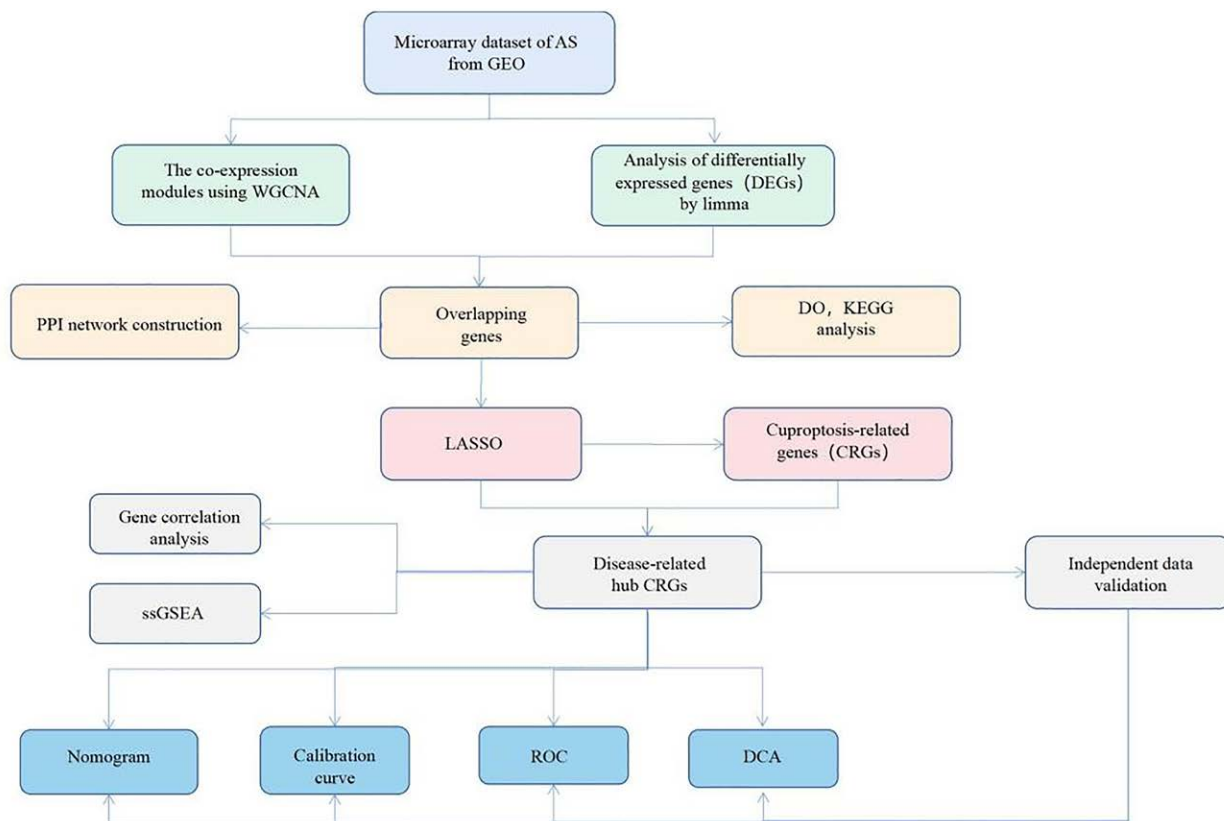 Microarray dataset of AS
from GEO
The co-expression
modules using WGCNA
Analysis of differentially
expressed genes（DEGs）
by limma
PPI network construction
Overlapping
genes
DO，KEGG
analysis
LASSO
Cuproptosis-related
genes（CRGs）
Gene correlation
analysis
ssGSEA
Disease-related
hub CRGs
Independent data
validation
Nomogram
Calibration
curve
ROC
DCA